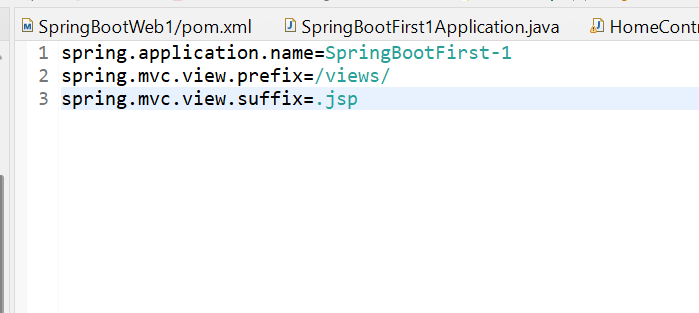 SpringBootWeb1/pom.xml SpringBootFirst1Application.java HomeContr
1 spring.application.name=SpringBootFirst-1
2 spring.mvc.view.prefix=/views/
3 spring.mvc.view.suffix=.jsp